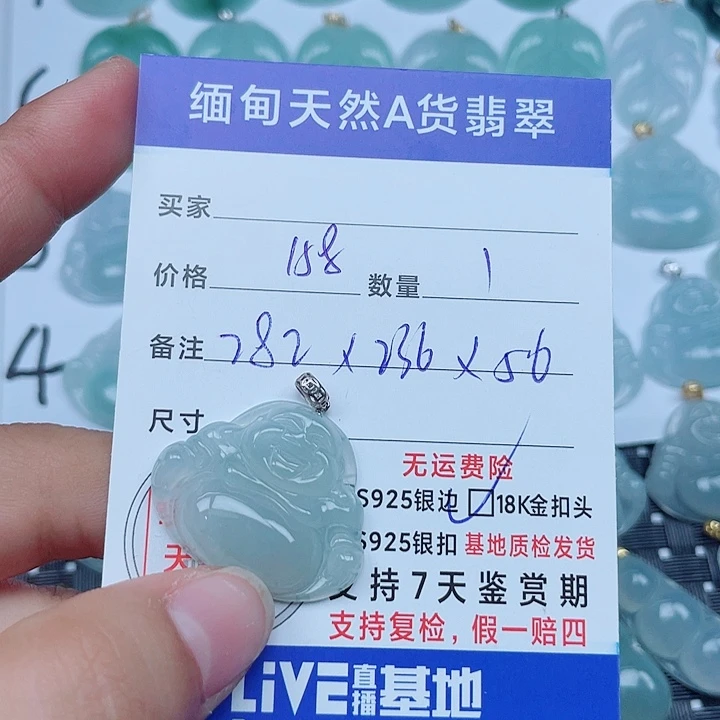 缅甸天然A货翡翠
买家
价格 158 数量 1
备注 282 x 236 x 56
尺寸
无运费险
S925银边 18K金扣头
S925银扣 基地质检发货
天
支持7天鉴赏期
支持复检,假一赔四
LiVE直播基地
4